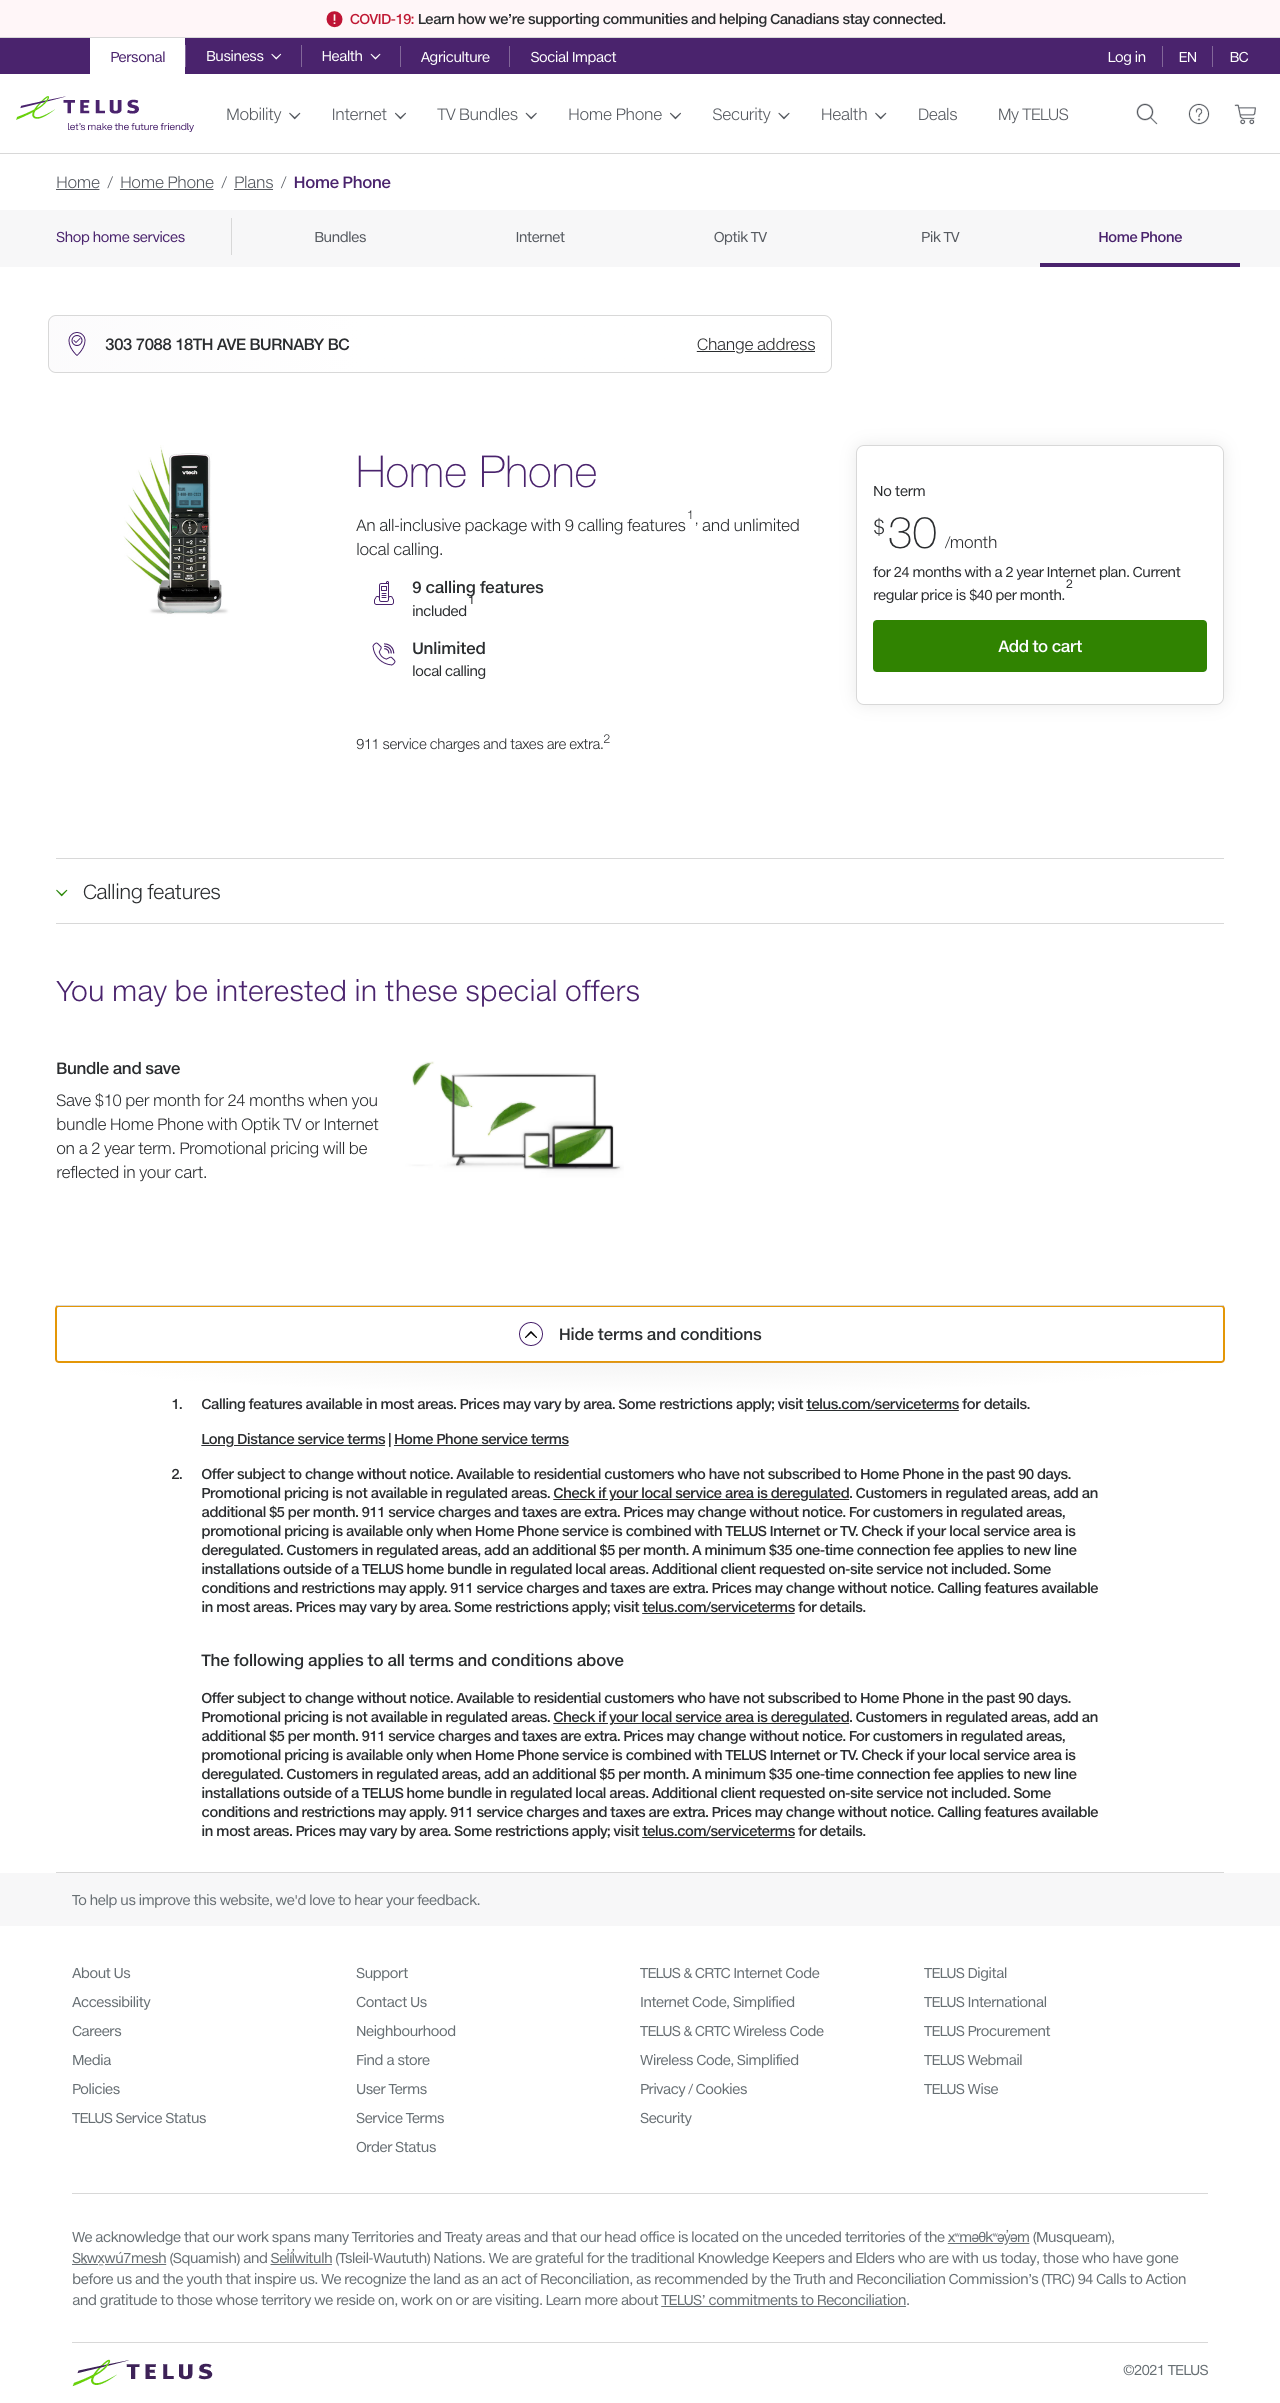 COVID-19: Learn how we're supporting communities and helping Canadians stay connected.
Personal Business Health Agriculture Social Impact Log in EN BC
TELUS Mobility Internet TV Bundles Home Phone Security Health Deals My TELUS
let's make the future friendly
Home / Home Phone / Plans / Home Phone
Shop home services Bundles Internet Optik TV Pik TV Home Phone
303 7088 18TH AVE BURNABY BC Change address
vtech
Home Phone
An all-inclusive package with 9 calling features 1, and unlimited
local calling.
9 calling features
included 1
Unlimited
local calling
911 service charges and taxes are extra.2
No term
$30 /month
for 24 months with a 2 year Internet plan. Current
regular price is $40 per month.2
Add to cart
Calling features
You may be interested in these special offers
Bundle and save
Save $10 per month for 24 months when you
bundle Home Phone with Optik TV or Internet
on a 2 year term. Promotional pricing will be
reflected in your cart.
Hide terms and conditions
1. Calling features available in most areas. Prices may vary by area. Some restrictions apply; visit telus.com/serviceterms for details.
Long Distance service terms | Home Phone service terms
2. Offer subject to change without notice. Available to residential customers who have not subscribed to Home Phone in the past 90 days.
Promotional pricing is not available in regulated areas. Check if your local service area is deregulated. Customers in regulated areas, add an
additional $5 per month. 911 service charges and taxes are extra. Prices may change without notice. For customers in regulated areas,
promotional pricing is available only when Home Phone service is combined with TELUS Internet or TV. Check if your local service area is
deregulated. Customers in regulated areas, add an additional $5 per month. A minimum $35 one-time connection fee applies to new line
installations outside of a TELUS home bundle in regulated local areas. Additional client requested on-site service not included. Some
conditions and restrictions may apply. 911 service charges and taxes are extra. Prices may change without notice. Calling features available
in most areas. Prices may vary by area. Some restrictions apply; visit telus.com/serviceterms for details.
The following applies to all terms and conditions above
Offer subject to change without notice. Available to residential customers who have not subscribed to Home Phone in the past 90 days.
Promotional pricing is not available in regulated areas. Check if your local service area is deregulated. Customers in regulated areas, add an
additional $5 per month. 911 service charges and taxes are extra. Prices may change without notice. For customers in regulated areas,
promotional pricing is available only when Home Phone service is combined with TELUS Internet or TV. Check if your local service area is
deregulated. Customers in regulated areas, add an additional $5 per month. A minimum $35 one-time connection fee applies to new line
installations outside of a TELUS home bundle in regulated local areas. Additional client requested on-site service not included. Some
conditions and restrictions may apply. 911 service charges and taxes are extra. Prices may change without notice. Calling features available
in most areas. Prices may vary by area. Some restrictions apply; visit telus.com/serviceterms for details.
To help us improve this website, we'd love to hear your feedback.
About Us Support TELUS & CRTC Internet Code TELUS Digital
Accessibility Contact Us Internet Code, Simplified TELUS International
Careers Neighbourhood TELUS & CRTC Wireless Code TELUS Procurement
Media Find a store Wireless Code, Simplified TELUS Webmail
Policies User Terms Privacy / Cookies TELUS Wise
TELUS Service Status Service Terms Security
Order Status
We acknowledge that our work spans many Territories and Treaty areas and that our head office is located on the unceded territories of the xʷməθkʷəy̓əm (Musqueam),
Sḵwx̱wú7mesh (Squamish) and Sel̓íl̓witulh (Tsleil-Waututh) Nations. We are grateful for the traditional Knowledge Keepers and Elders who are with us today, those who have gone
before us and the youth that inspire us. We recognize the land as an act of Reconciliation, as recommended by the Truth and Reconciliation Commission's (TRC) 94 Calls to Action
and gratitude to those whose territory we reside on, work on or are visiting. Learn more about TELUS' commitments to Reconciliation.
TELUS ©2021 TELUS